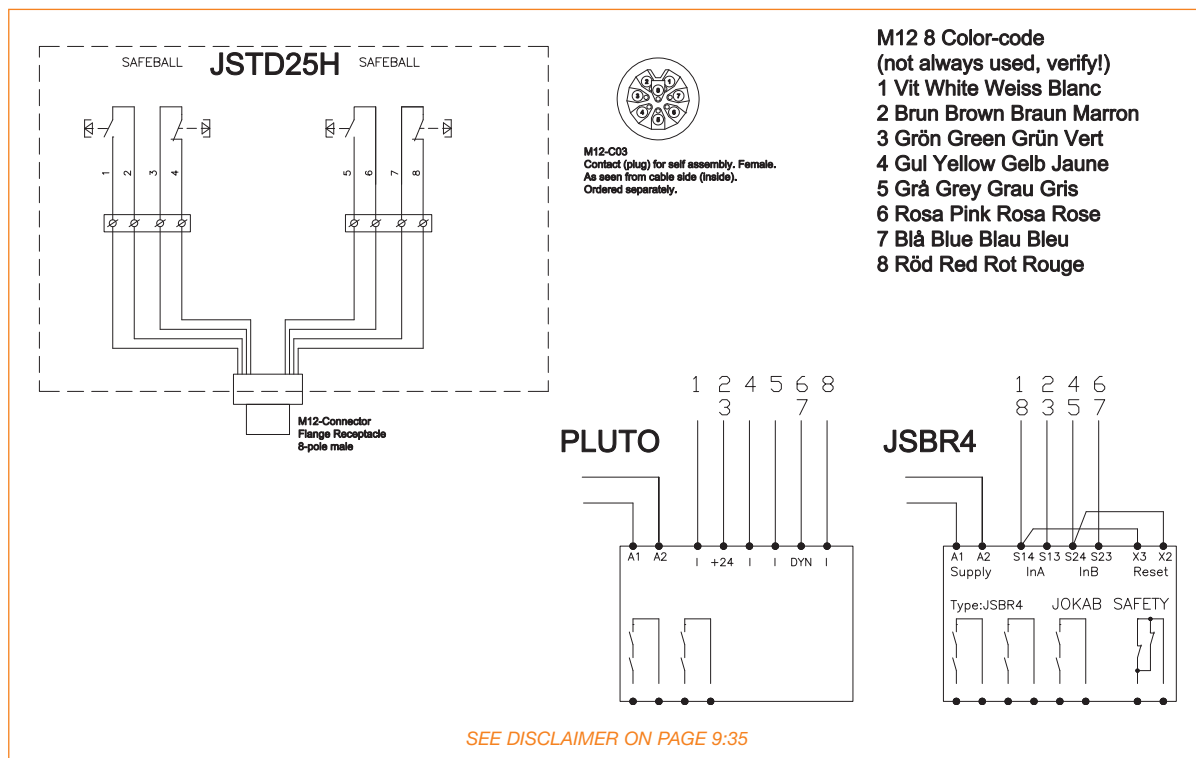 JSTD25H
SAFEBALL SAFEBALL
1 2 3 4 5 6 7 8
M12-Connector
Flange Receptacle
8-pole male
M12-C03
Contact (plug) for self assembly. Female.
As seen from cable side (inside).
Ordered separately.
M12 8 Color-code
(not always used, verify!)
1 Vit White Weiss Blanc
2 Brun Brown Braun Marron
3 Grön Green Grün Vert
4 Gul Yellow Gelb Jaune
5 Grå Grey Grau Gris
6 Rosa Pink Rosa Rose
7 Blå Blue Blau Bleu
8 Röd Red Rot Rouge
PLUTO
1 2 4 5 6 8
3 7
A1 A2 I +24 I I DYN I
JSBR4
1 2 4 6
8 3 5 7
A1 A2 S14 S13 S24 S23 X3 X2
Supply InA InB Reset
Type:JSBR4 JOKAB SAFETY
SEE DISCLAIMER ON PAGE 9:35